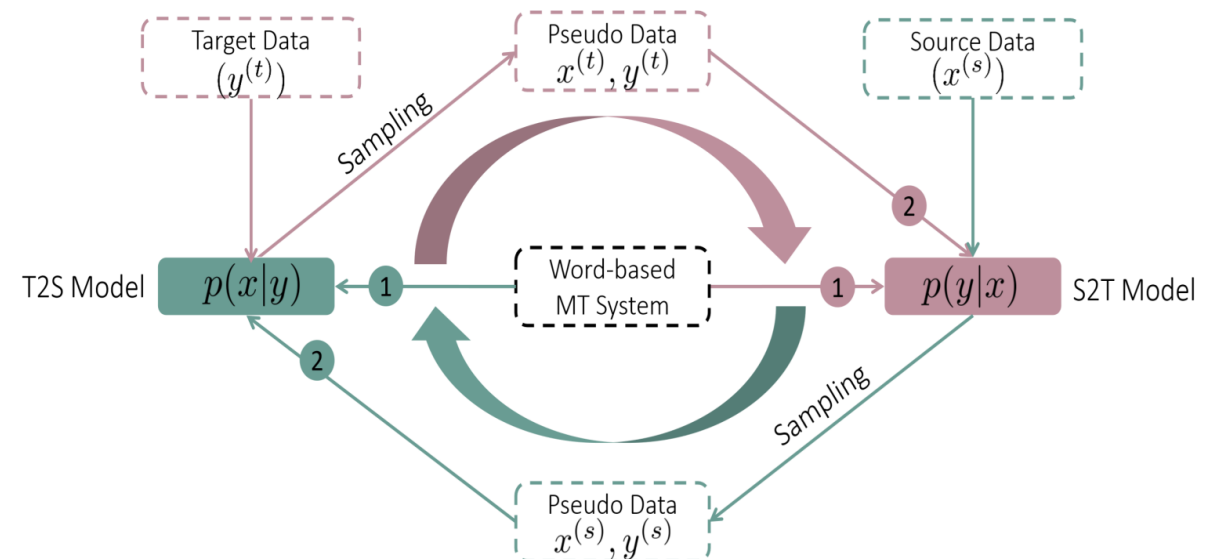 Target Data
(y^(t))
Pseudo Data
x^(t), y^(t)
Source Data
(x^(s))
Sampling
2
T2S Model
p(x|y)
1
Word-based
MT System
1
p(y|x)
S2T Model
2
Sampling
Pseudo Data
x^(s), y^(s)